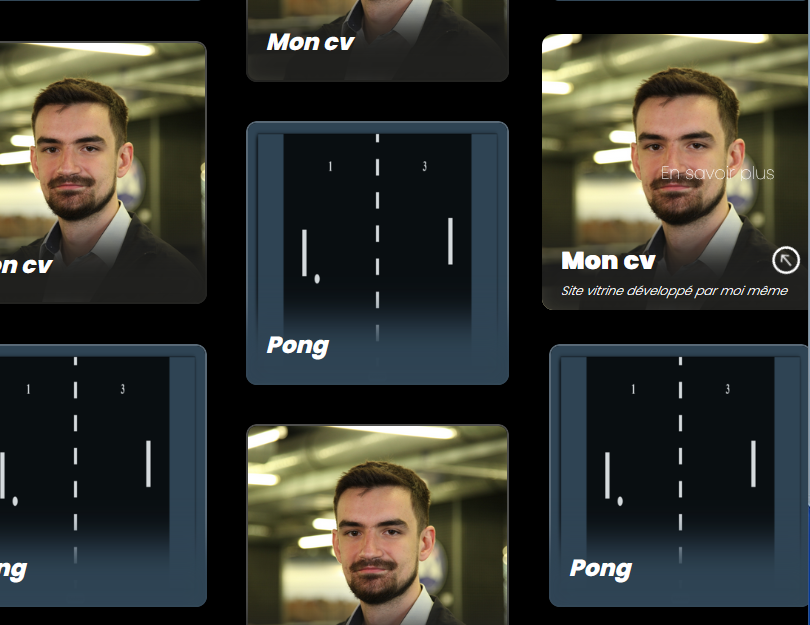 Mon cv
on cv
1 3
En savoir plus
Mon cv
Site vitrine développé par moi même
Pong
1 3
ng
1 3
Pong